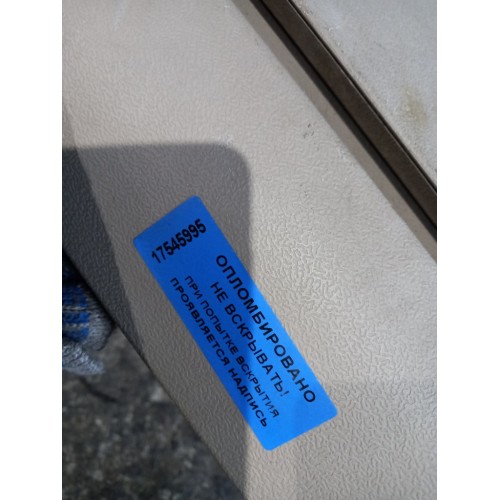 17545995
ОПЛОМБИРОВАНО
НЕ ВСКРЫВАТЬ!
ПРИ ПОПЫТКЕ ВСКРЫТИЯ
ПРОЯВЛЯЕТСЯ НАДПИСЬ